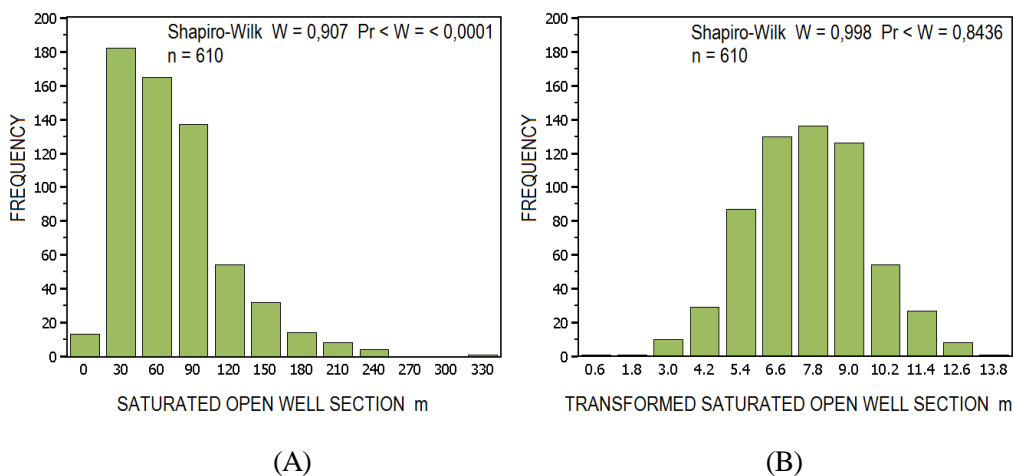 Shapiro-Wilk W = 0,907 Pr < W = < 0,0001
n = 610
200
180
160
140
120
100
80
60
40
20
0
FREQUENCY
0 30 60 90 120 150 180 210 240 270 300 330
SATURATED OPEN WELL SECTION m
(A)
Shapiro-Wilk W = 0,998 Pr < W = 0,8436
n = 610
200
180
160
140
120
100
80
60
40
20
0
FREQUENCY
0.6 1.8 3.0 4.2 5.4 6.6 7.8 9.0 10.2 11.4 12.6 13.8
TRANSFORMED SATURATED OPEN WELL SECTION m
(B)